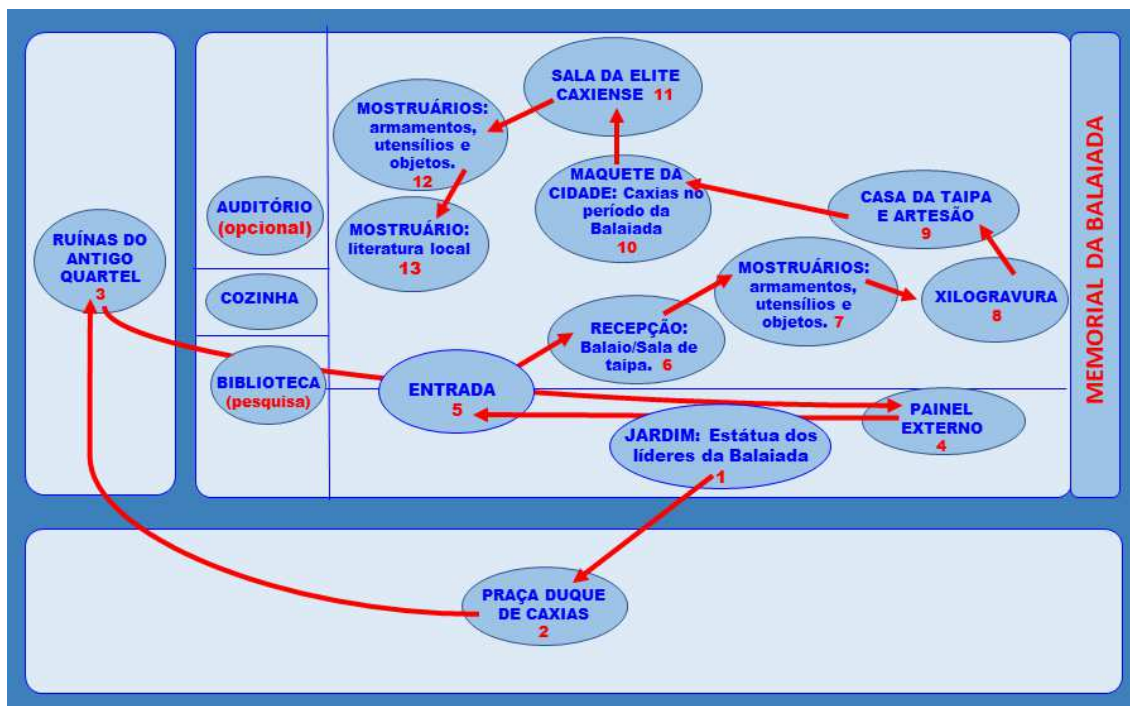 SALA DA ELITE
CAXIENSE 11
MOSTRUÁRIOS:
armamentos,
utensílios e
objetos.
12
MAQUETE DA
CIDADE: Caxias no
período da
Balaiada
10
CASA DA TAIPA
E ARTESÃO
9
AUDITÓRIO
(opcional)
MOSTRUÁRIO:
literatura local
13
RUÍNAS DO
ANTIGO
QUARTEL
3
MOSTRUÁRIOS:
armamentos,
utensílios e
objetos. 7
XILOGRAVURA
8
COZINHA
RECEPÇÃO:
Balaio/Sala de
taipa. 6
BIBLIOTECA
(pesquisa)
ENTRADA
5
PAINEL
EXTERNO
4
JARDIM: Estátua dos
líderes da Balaiada
1
MEMORIAL DA BALAIADA
PRAÇA DUQUE
DE CAXIAS
2